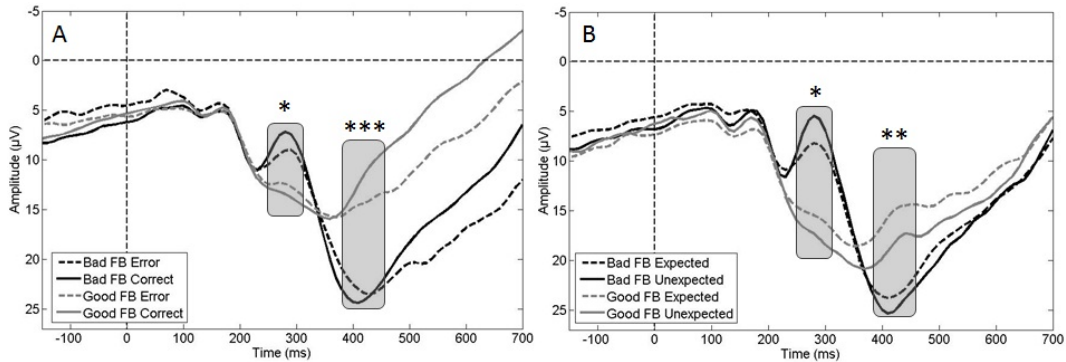 A
-5
0
5
10
15
20
25
Amplitude (µV)
*
***
Bad FB Error
Bad FB Correct
Good FB Error
Good FB Correct
-100 0 100 200 300 400 500 600 700
Time (ms)
B
-5
0
5
10
15
20
25
Amplitude (µV)
*
**
Bad FB Expected
Bad FB Unexpected
Good FB Expected
Good FB Unexpected
-100 0 100 200 300 400 500 600 700
Time (ms)